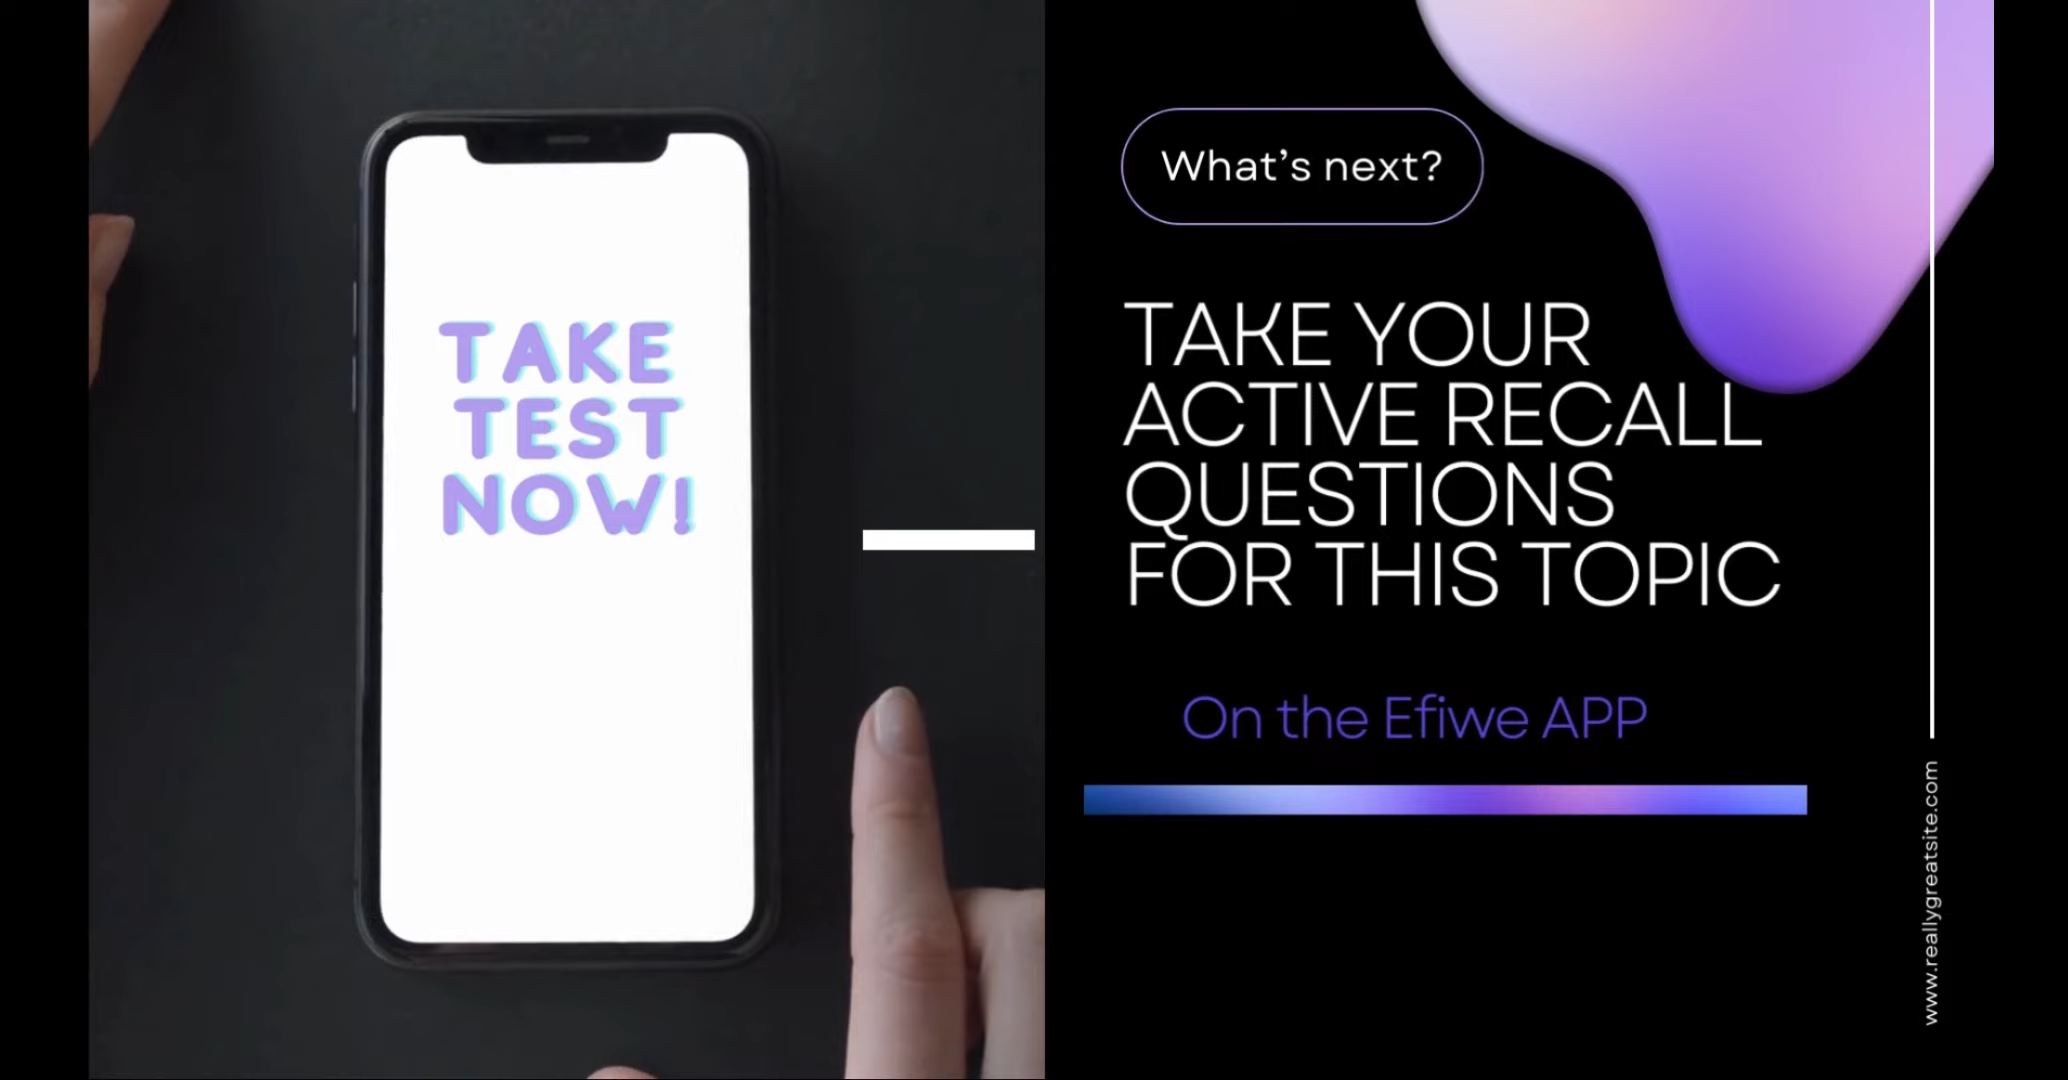 TAKE
TEST
NOW!
What's next?
TAKE YOUR
ACTIVE RECALL
QUESTIONS
FOR THIS TOPIC
On the Efiwe APP
www.reallygreatsite.com